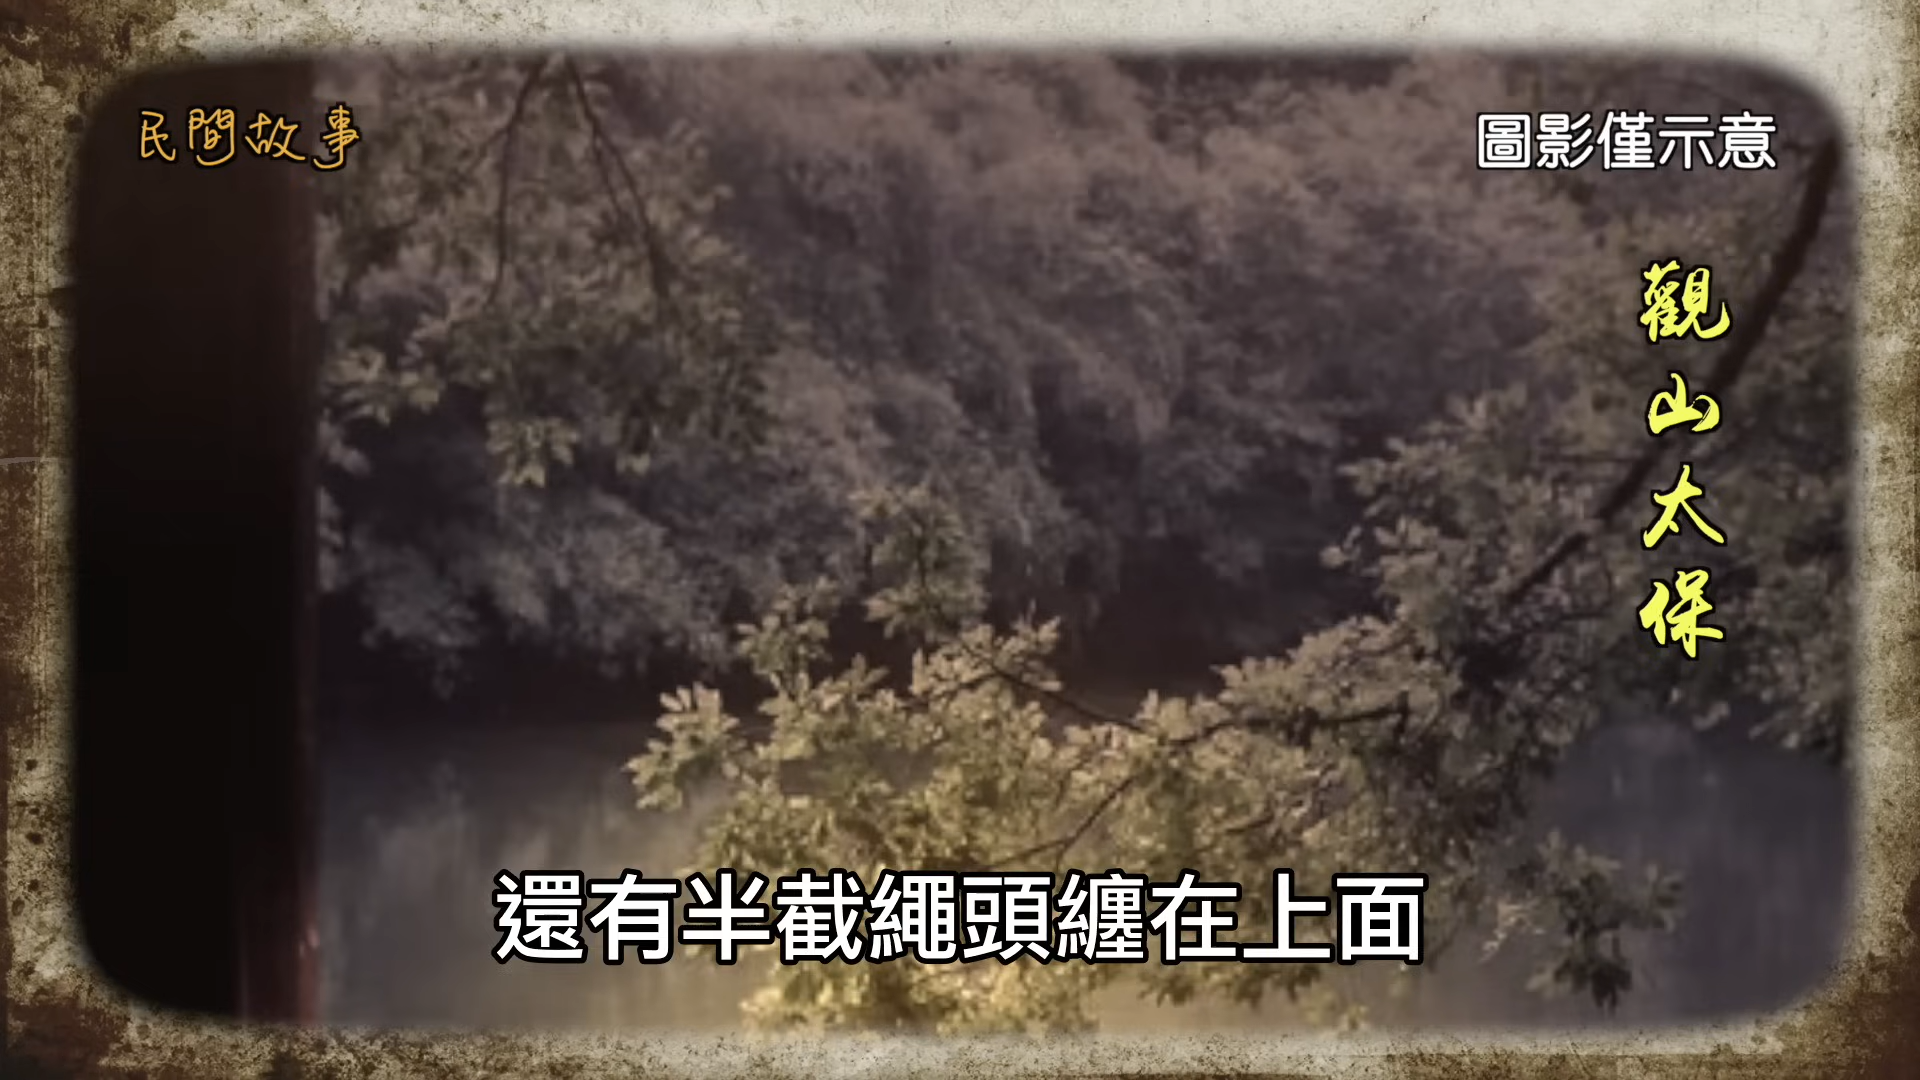 民間故事
圖影僅示意
觀山太保
還有半截繩頭纏在上面